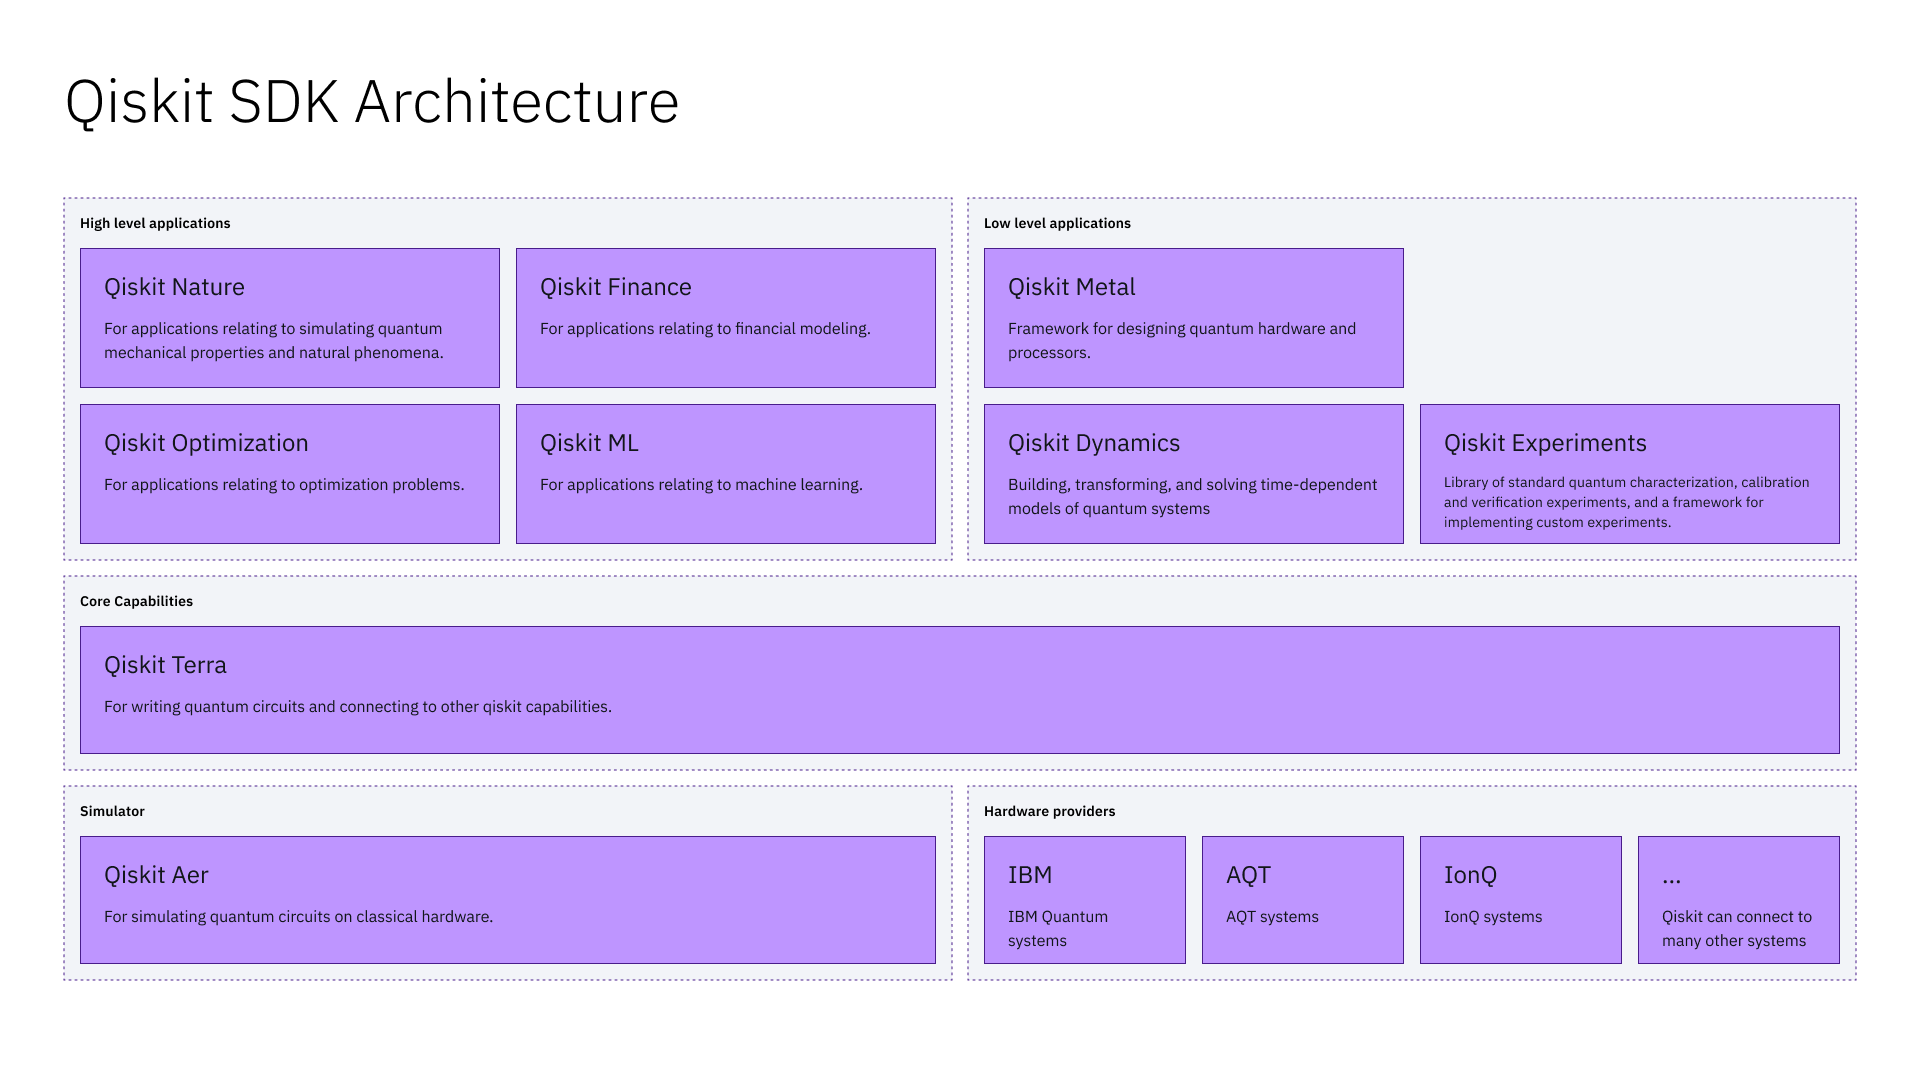 Qiskit SDK Architecture
High level applications
Qiskit Nature
For applications relating to simulating quantum
mechanical properties and natural phenomena.
Qiskit Finance
For applications relating to financial modeling.
Qiskit Optimization
For applications relating to optimization problems.
Qiskit ML
For applications relating to machine learning.
Low level applications
Qiskit Metal
Framework for designing quantum hardware and
processors.
Qiskit Dynamics
Building, transforming, and solving time-dependent
models of quantum systems
Qiskit Experiments
Library of standard quantum characterization, calibration
and verification experiments, and a framework for
implementing custom experiments.
Core Capabilities
Qiskit Terra
For writing quantum circuits and connecting to other qiskit capabilities.
Simulator
Qiskit Aer
For simulating quantum circuits on classical hardware.
Hardware providers
IBM
IBM Quantum
systems
AQT
AQT systems
IonQ
IonQ systems
...
Qiskit can connect to
many other systems